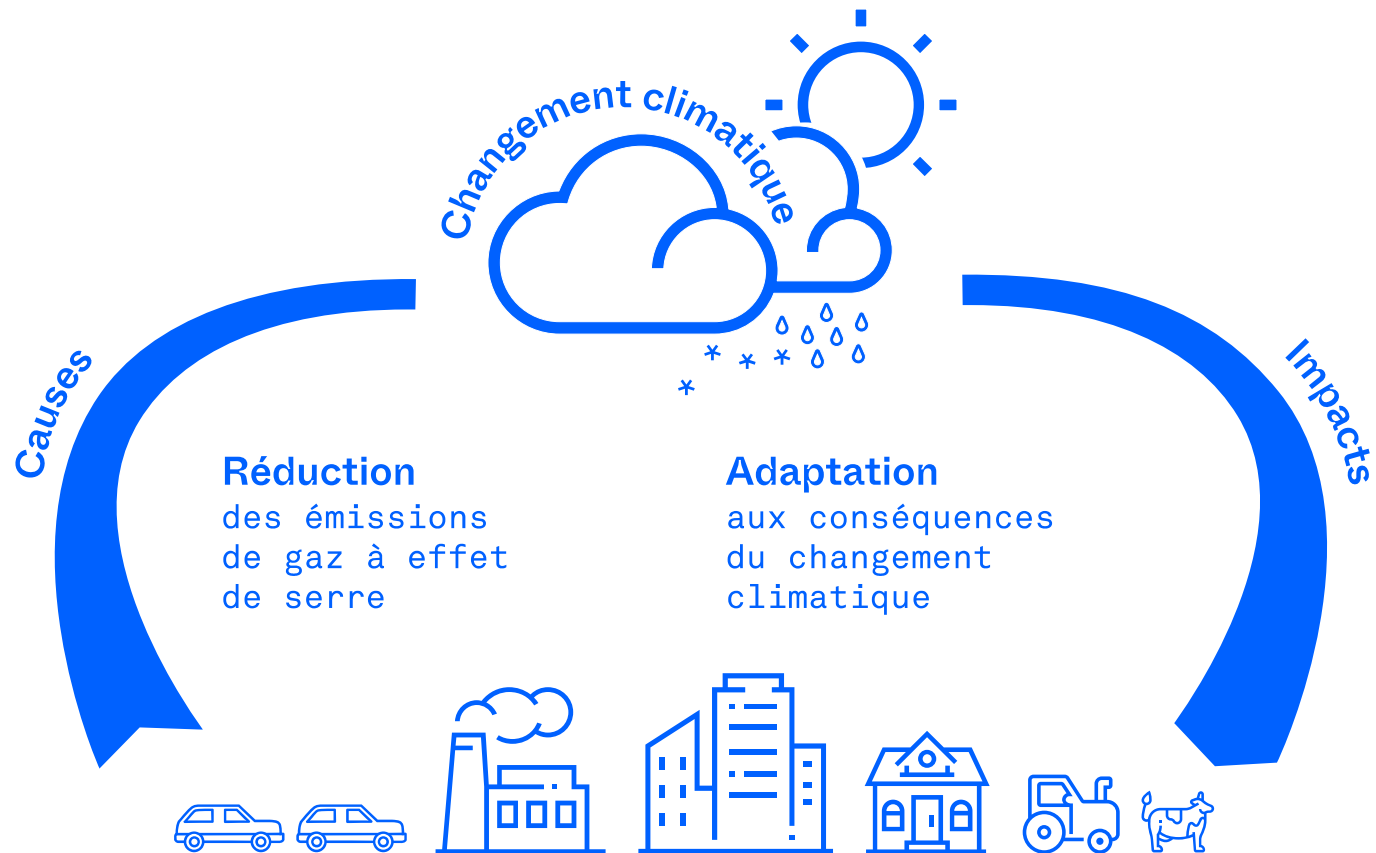 Changement climatique
Causes
Impacts
Réduction
des émissions
de gaz à effet
de serre
Adaptation
aux conséquences
du changement
climatique